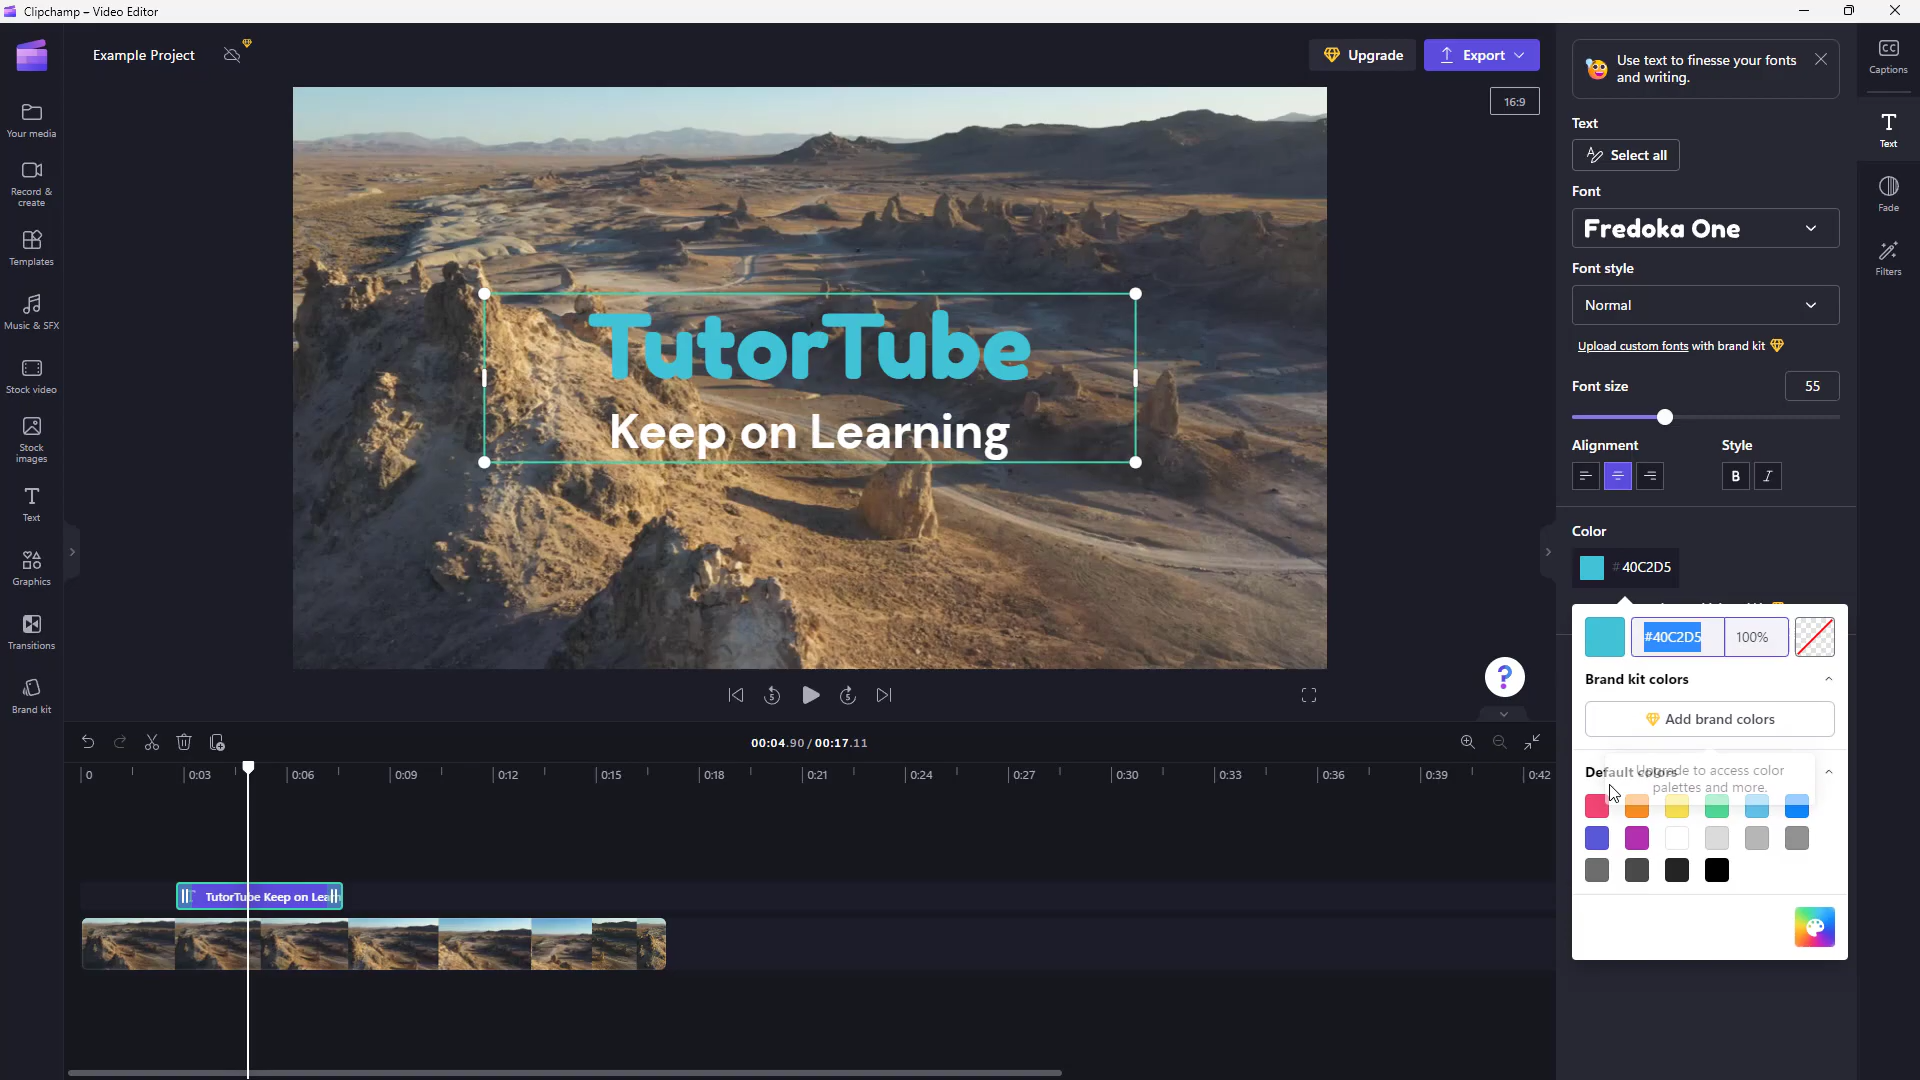 Clipchamp – Video Editor
Example Project
Upgrade
Export
16:9
Your media
Record &
create
Templates
Music & SFX
Stock video
Stock
images
Text
Graphics
Transitions
Brand kit
TutorTube
Keep on Learning
5
5
?
00:04.90 / 00:17.11
0
0:03
0:06
0:09
0:12
0:15
0:18
0:21
0:24
0:27
0:30
0:33
0:36
0:39
0:42
TutorTube Keep on Lea
Use text to finesse your fonts
and writing.
Text
Select all
Font
Fredoka One
Font style
Normal
Upload custom fonts with brand kit
Font size
55
Alignment
Style
B
I
Color
# 40C2D5
#40C2D5
100%
Brand kit colors
Add brand colors
Default colors
Upgrade to access color
palettes and more.
CC
Captions
Text
Fade
Filters